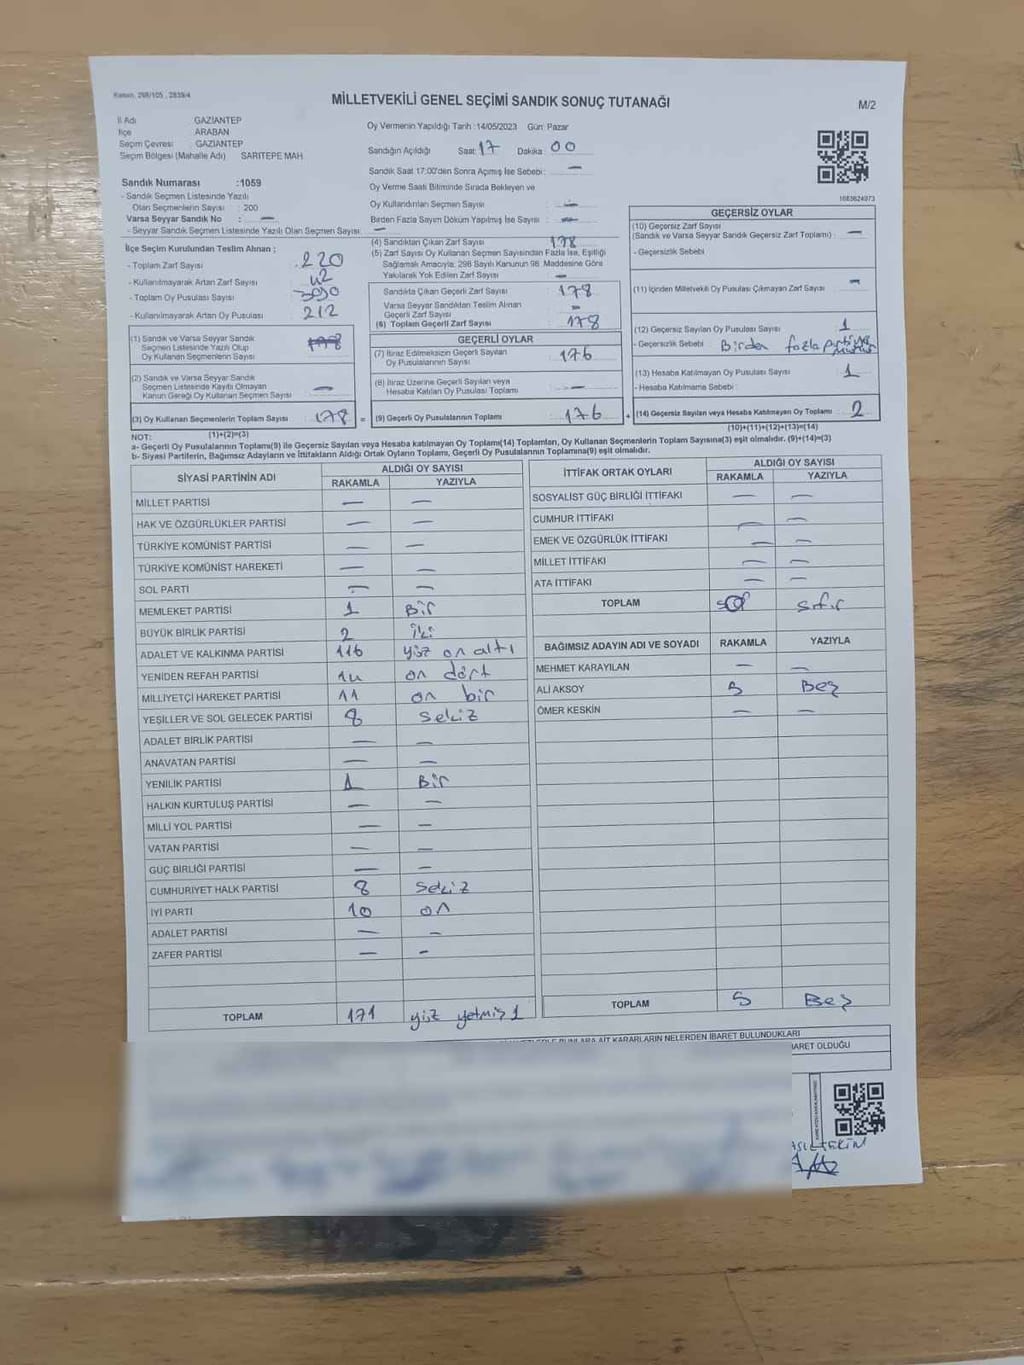 Kanun. 298/105 , 2839/4
MİLLETVEKİLİ GENEL SEÇİMİ SANDIK SONUÇ TUTANAĞI
M/2
İl Adı GAZİANTEP
İlçe ARABAN
Seçim Çevresi GAZİANTEP
Seçim Bölgesi (Mahalle Adı) SARITEPE MAH.
Oy Vermenin Yapıldığı Tarih :14/05/2023 Gün: Pazar
Sandığın Açıldığı Saat: 17 Dakika: 00
Sandık Saat 17:00'den Sonra Açımış İse Sebebi: —
Oy Verme Saati Bitiminde Sırada Bekleyen ve
Oy Kullandırılan Seçmen Sayısı : —
Birden Fazla Sayım Döküm Yapılmış İse Sayısı : —
1683624973
Sandık Numarası :1059
- Sandık Seçmen Listesinde Yazılı
Olan Seçmenlerin Sayısı : 200
Varsa Seyyar Sandık No : —
- Seyyar Sandık Seçmen Listesinde Yazılı Olan Seçmen Sayısı: —
İlçe Seçim Kurulundan Teslim Alınan ;
- Toplam Zarf Sayısı : 220
- Kullanılmayarak Artan Zarf Sayısı : 42
- Toplam Oy Pusulası Sayısı
- Kullanılmayarak Artan Oy Pusulası : 212
(4) Sandıktan Çıkan Zarf Sayısı 178
(5) Zarf Sayısı Oy Kullanan Seçmen Sayısından Fazla İse, Eşitliği
Sağlamak Amacıyla, 298 Sayılı Kanunun 98. Maddesine Göre
Yakılarak Yok Edilen Zarf Sayısı : —
Sandıkta Çıkan Geçerli Zarf Sayısı : 178
Varsa Seyyar Sandıktan Teslim Alınan
Geçerli Zarf Sayısı : —
(6) Toplam Geçerli Zarf Sayısı : 178
GEÇERSİZ OYLAR
(10) Geçersiz Zarf Sayısı
(Sandık ve Varsa Seyyar Sandık Geçersiz Zarf Toplamı) : —
- Geçersizlik Sebebi :
(11) İçinden Milletvekili Oy Pusulası Çıkmayan Zarf Sayısı : —
(12) Geçersiz Sayılan Oy Pusulası Sayısı : 1
- Geçersizlik Sebebi : Birden fazla
(13) Hesaba Katılmayan Oy Pusulası Sayısı : 1
- Hesaba Katılmama Sebebi :
(14) Geçersiz Sayılan veya Hesaba Katılmayan Oy Toplamı : 2
(10)+(11)+(12)+(13)=(14)
(1) Sandık ve Varsa Seyyar Sandık
Seçmen Listesinde Yazılı Olup
Oy Kullanan Seçmenlerin Sayısı : 178
(2) Sandık ve Varsa Seyyar Sandık
Seçmen Listesinde Kayıtlı Olmayan
Kanun Gereği Oy Kullanan Seçmen Sayısı : —
(3) Oy Kullanan Seçmenlerin Toplam Sayısı : 178 =
(1)+(2)=(3)
GEÇERLİ OYLAR
(7) İtiraz Edilmeksizin Geçerli Sayılan
Oy Pusulalarının Sayısı : 176
(8) İtiraz Üzerine Geçerli Sayılan veya
Hesaba Katılan Oy Pusulası Toplamı : —
(9) Geçerli Oy Pusulalarının Toplamı : 176 +
NOT:
a- Geçerli Oy Pusulalarının Toplamı(9) ile Geçersiz Sayılan veya Hesaba katılmayan Oy Toplamı(14) Toplamları, Oy Kullanan Seçmenlerin Toplam Sayısına(3) eşit olmalıdır. (9)+(14)=(3)
b- Siyasi Partilerin, Bağımsız Adayların ve İttifakların Aldığı Ortak Oyların Toplamı, Geçerli Oy Pusulalarının Toplamına(9) eşit olmalıdır.
SİYASİ PARTİNİN ADI ALDIĞI OY SAYISI
RAKAMLA YAZIYLA
MİLLET PARTİSİ — —
HAK VE ÖZGÜRLÜKLER PARTİSİ — —
TÜRKİYE KOMÜNİST PARTİSİ — —
TÜRKİYE KOMÜNİST HAREKETİ — —
SOL PARTİ — —
MEMLEKET PARTİSİ 1 Bir
BÜYÜK BİRLİK PARTİSİ 2 iki
ADALET VE KALKINMA PARTİSİ 116 yüz on altı
YENİDEN REFAH PARTİSİ 14 on dört
MİLLİYETÇİ HAREKET PARTİSİ 11 on bir
YEŞİLLER VE SOL GELECEK PARTİSİ 8 sekiz
ADALET BİRLİK PARTİSİ — —
ANAVATAN PARTİSİ — —
YENİLİK PARTİSİ 1 Bir
HALKIN KURTULUŞ PARTİSİ — —
MİLLİ YOL PARTİSİ — —
VATAN PARTİSİ — —
GÜÇ BİRLİĞİ PARTİSİ — —
CUMHURİYET HALK PARTİSİ 8 sekiz
İYİ PARTİ 10 on
ADALET PARTİSİ — —
ZAFER PARTİSİ — —
TOPLAM 171 yüz yetmiş 1
İTTİFAK ORTAK OYLARI ALDIĞI OY SAYISI
RAKAMLA YAZIYLA
SOSYALİST GÜÇ BİRLİĞİ İTTİFAKI — —
CUMHUR İTTİFAKI — —
EMEK VE ÖZGÜRLÜK İTTİFAKI — —
MİLLET İTTİFAKI — —
ATA İTTİFAKI — —
TOPLAM sıfır
BAĞIMSIZ ADAYIN ADI VE SOYADI RAKAMLA YAZIYLA
MEHMET KARAYILAN — —
ALİ AKSOY 5 Beş
ÖMER KESKİN — —
TOPLAM 5 Beş
BUNLARA AİT KARARLARIN NELERDEN İBARET BULUNDUKLARI
İBARET OLDUĞU